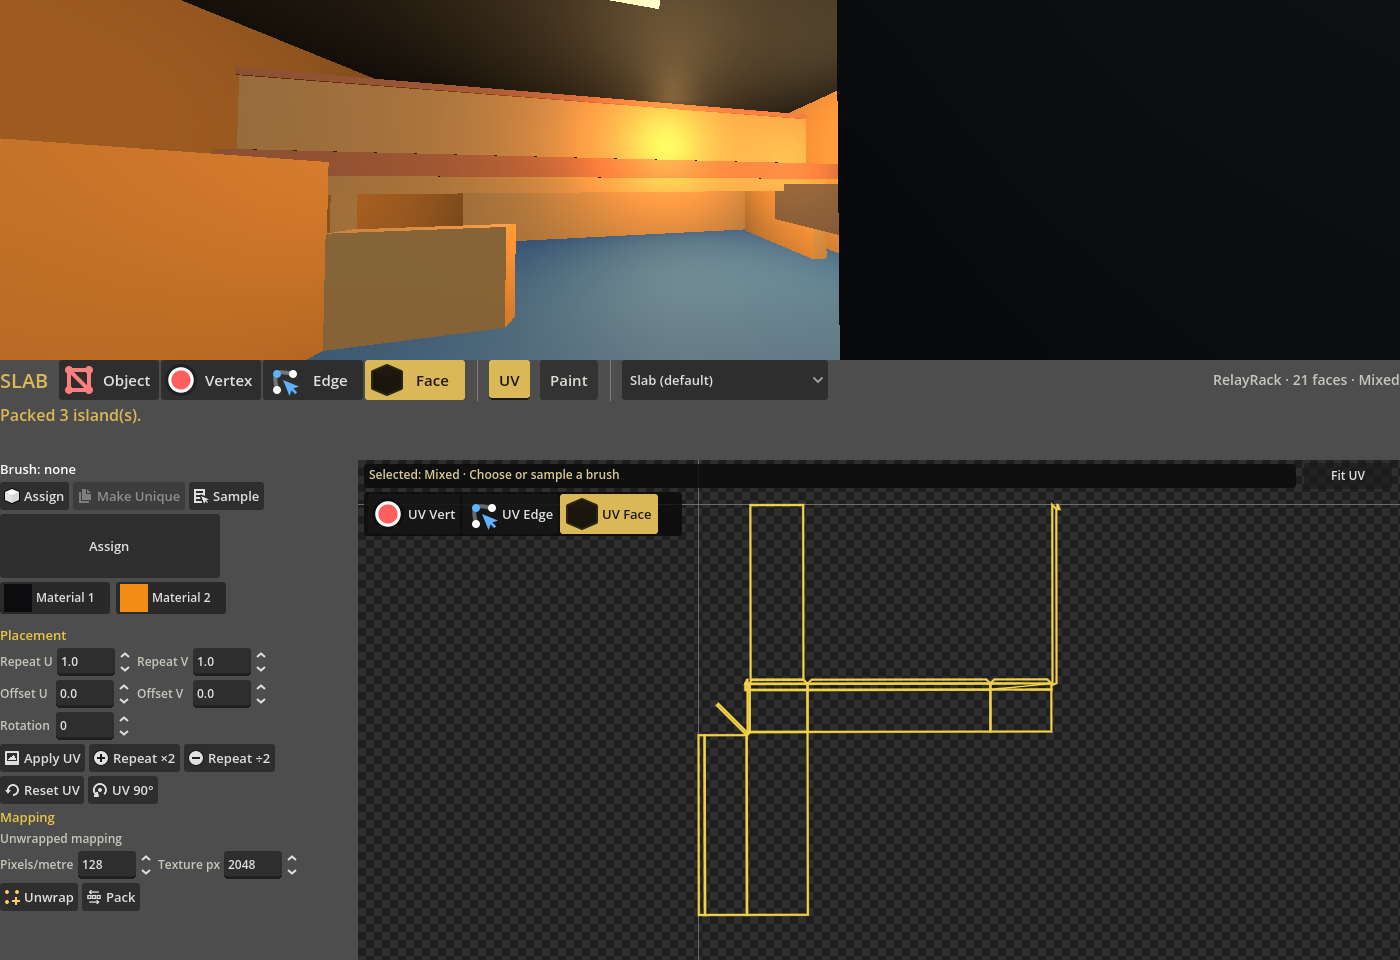 SLAB Object Vertex Edge Face UV Paint Slab (default) RelayRack · 21 faces · Mixed
Packed 3 island(s).
Brush: none
Selected: Mixed · Choose or sample a brush Fit UV
Assign Make Unique Sample
UV Vert UV Edge UV Face
Assign
Material 1 Material 2
Placement
Repeat U 1.0 Repeat V 1.0
Offset U 0.0 Offset V 0.0
Rotation 0
Apply UV Repeat ×2 Repeat ÷2
Reset UV UV 90°
Mapping
Unwrapped mapping
Pixels/metre 128 Texture px 2048
Unwrap Pack